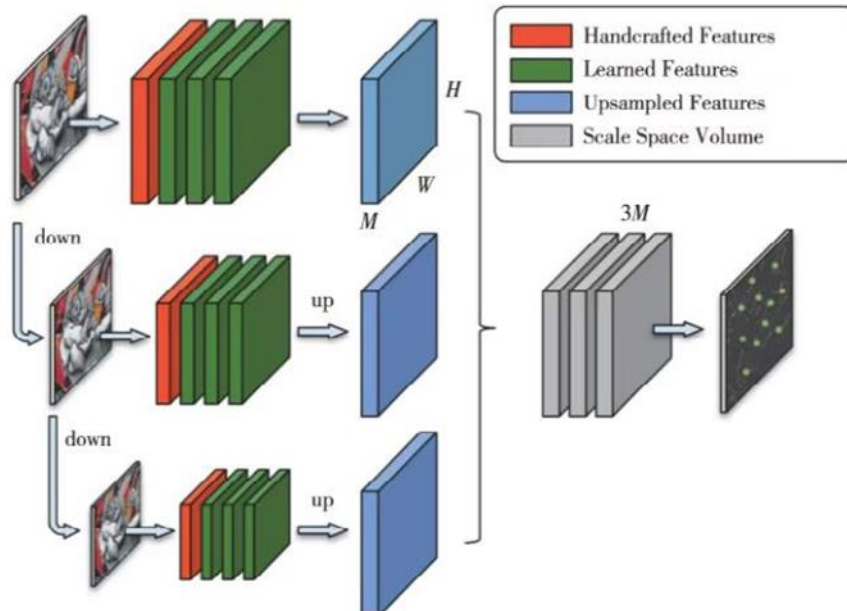 Handcrafted Features
Learned Features
Upsampled Features
Scale Space Volume
H
W
M
3M
down
up
down
up